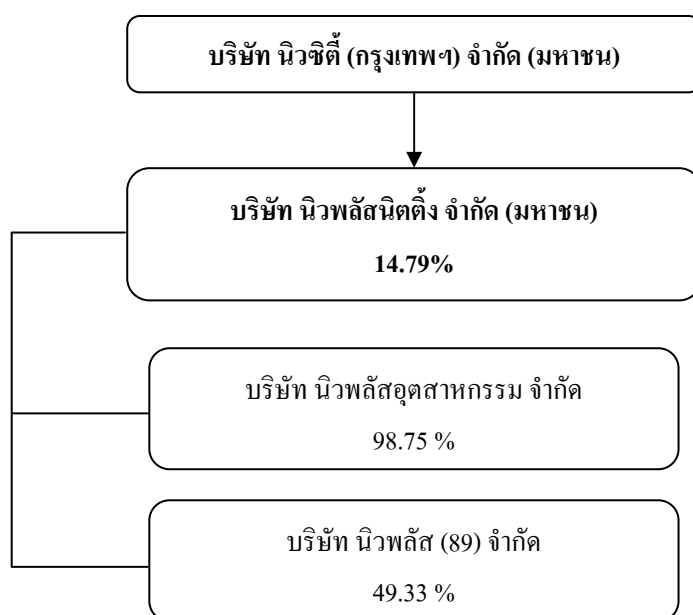 บริษัท นิวซิตี้ (กรุงเทพฯ) จำกัด (มหาชน)
บริษัท นิวพลัสนิตติ้ง จำกัด (มหาชน)
14.79%
บริษัท นิวพลัสอุตสาหกรรม จำกัด
98.75 %
บริษัท นิวพลัส (89) จำกัด
49.33 %